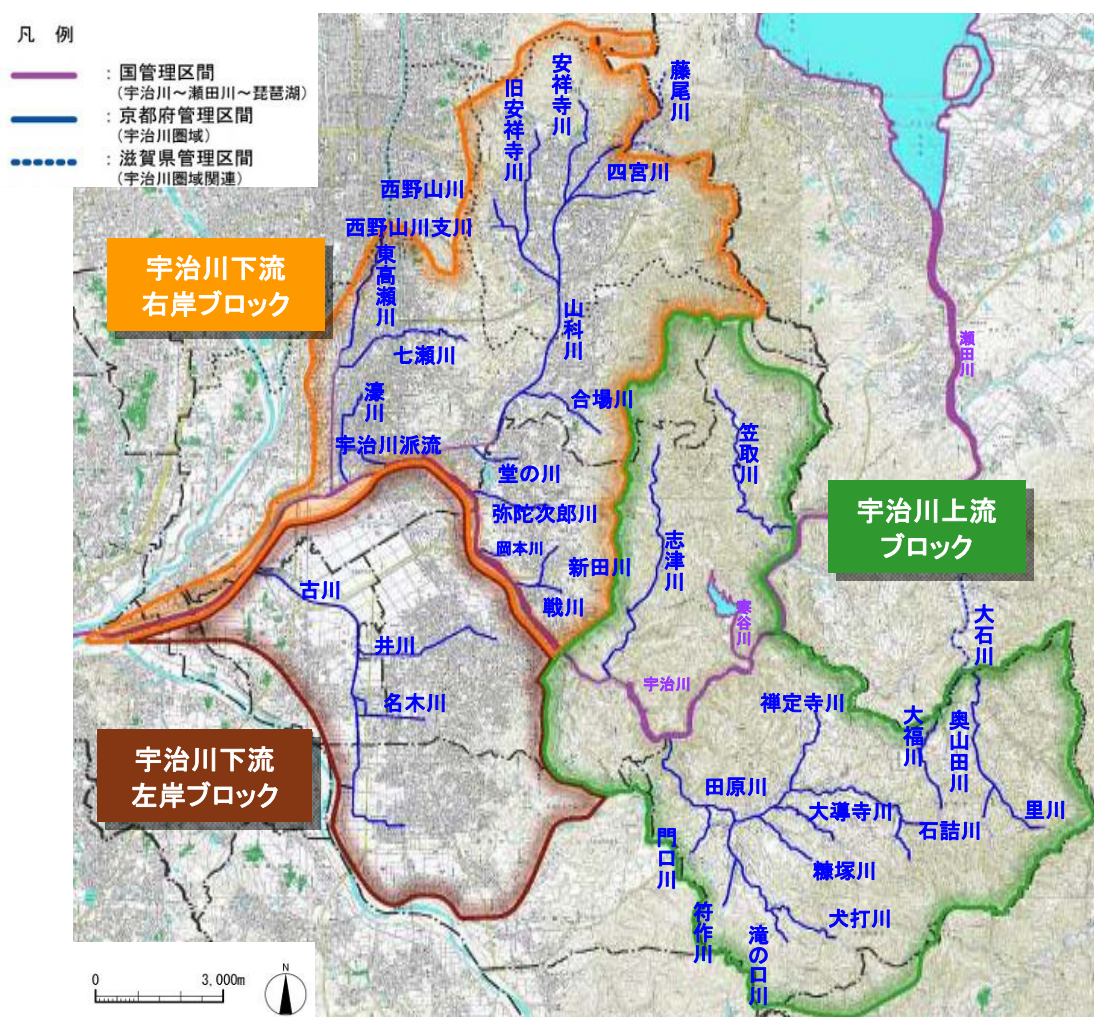 凡 例
：国管理区間
（宇治川～瀬田川～琵琶湖）
：京都府管理区間
（宇治川圏域）
：滋賀県管理区間
（宇治川圏域関連）
安祥寺川
旧安祥寺川
藤尾川
四宮川
西野山川
西野山川支川
東高瀬川
宇治川下流
右岸ブロック
山科川
七瀬川
瀬田川
濠川
合場川
笠取川
宇治川派流
堂の川
宇治川上流
ブロック
弥陀次郎川
志津川
岡本川
新田川
戦川
古川
寒谷川
大石川
井川
宇治川
名木川
禅定寺川
大福川
奥山田川
宇治川下流
左岸ブロック
田原川
大導寺川
石詰川
里川
門口川
糠塚川
符作川
犬打川
滝の口川
0 3,000m
N